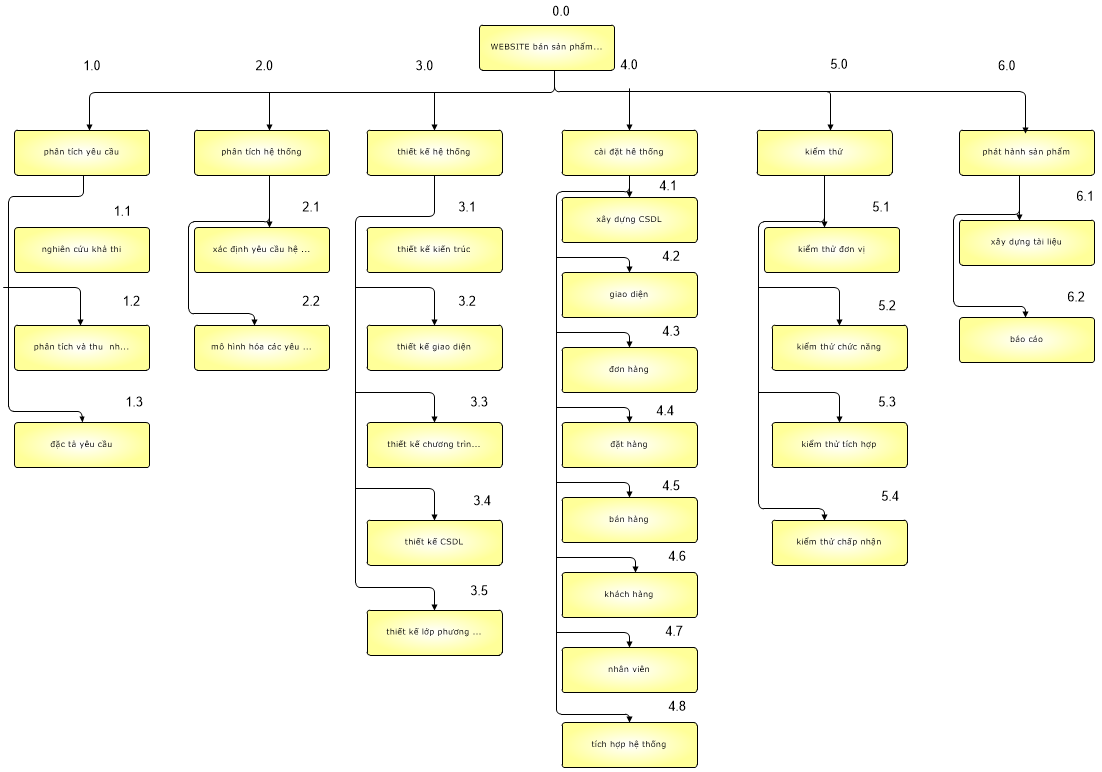 0.0
WEBSITE bán sản phẩm...
1.0
2.0
3.0
4.0
5.0
6.0
phân tích yêu cầu
phân tích hệ thống
thiết kế hệ thống
cài đặt hê thống
kiểm thử
phát hành sản phẩm
1.1
nghiên cứu khả thi
1.2
phân tích và thu nh...
1.3
đặc tả yêu cầu
2.1
xác định yêu cầu hệ ...
2.2
mô hình hóa các yêu ...
3.1
thiết kế kiến trúc
3.2
thiết kế giao diện
3.3
thiết kế chương trìn...
3.4
thiết kế CSDL
3.5
thiết kế lớp phương ...
4.1
xây dựng CSDL
4.2
giao diện
4.3
đơn hàng
4.4
đặt hàng
4.5
bán hàng
4.6
khách hàng
4.7
nhân viên
4.8
tích hợp hệ thống
5.1
kiểm thử đơn vị
5.2
kiểm thử chức năng
5.3
kiểm thử tích hợp
5.4
kiểm thử chấp nhận
6.1
xây dựng tài liệu
6.2
báo cáo